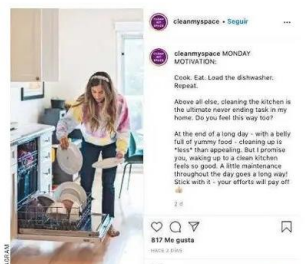 cleanmyspace • Seguir
cleanmyspace MONDAY
MOTIVATION:
Cook. Eat. Load the dishwasher.
Repeat.
Above all else, cleaning the kitchen is
the ultimate never ending task in my
home. Do you feel this way too?
At the end of a long day - with a belly
full of yummy food - cleaning up is
*less* than appealing. But I promise
you, waking up to a clean kitchen
feels so good. A little maintenance
throughout the day goes a long way!
Stick with it - your efforts will pay off
2 d
817 Me gusta
HACE 2 DÍAS